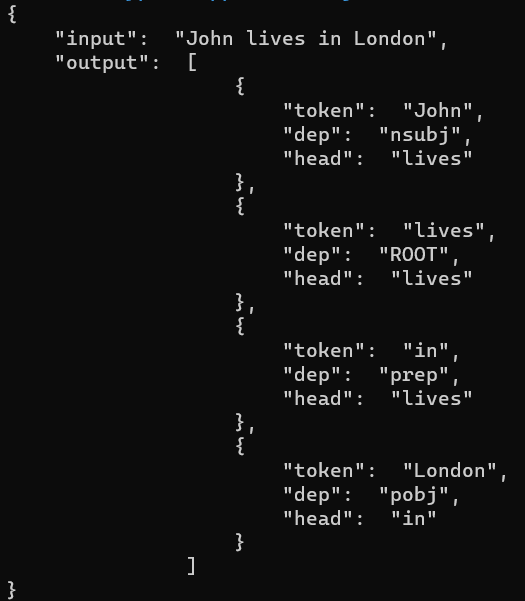 {
    "input":  "John lives in London",
    "output":  [
                   {
                       "token":  "John",
                       "dep":  "nsubj",
                       "head":  "lives"
                   },
                   {
                       "token":  "lives",
                       "dep":  "ROOT",
                       "head":  "lives"
                   },
                   {
                       "token":  "in",
                       "dep":  "prep",
                       "head":  "lives"
                   },
                   {
                       "token":  "London",
                       "dep":  "pobj",
                       "head":  "in"
                   }
               ]
}